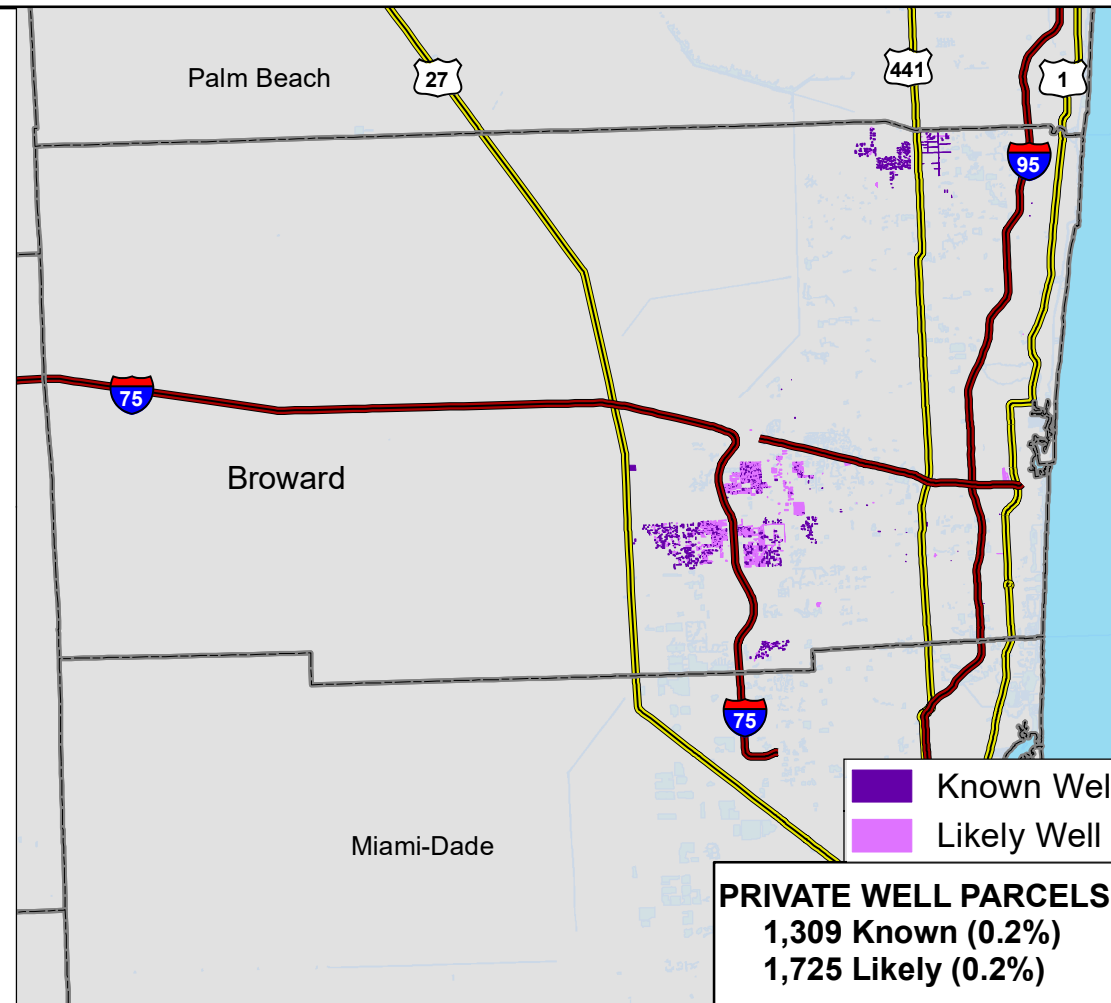 Palm Beach
27
441
1
95
75
Broward
75
Known Wel
Likely Well
Miami-Dade
PRIVATE WELL PARCELS
1,309 Known (0.2%)
1,725 Likely (0.2%)